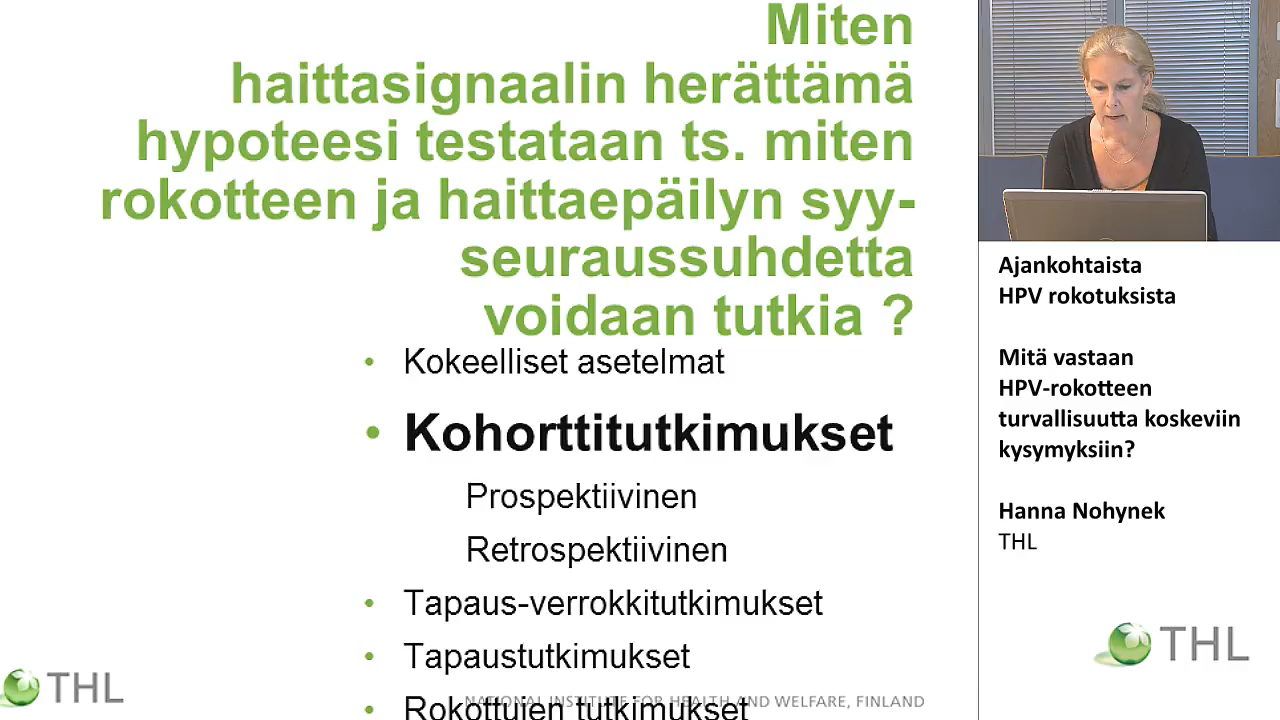 Miten
haittasignaalin herättämä
hypoteesi testataan ts. miten
rokotteen ja haittaepäilyn syy-
seuraussuhdetta
voidaan tutkia ?
• Kokeelliset asetelmat
• Kohorttitutkimukset
Prospektiivinen
Retrospektiivinen
• Tapaus-verrokkitutkimukset
• Tapaustutkimukset
• Rokottujen tutkimukset
THL
NATIONAL INSTITUTE FOR HEALTH AND WELFARE, FINLAND
Ajankohtaista
HPV rokotuksista
Mitä vastaan
HPV-rokotteen
turvallisuutta koskeviin
kysymyksiin?
Hanna Nohynek
THL
THL